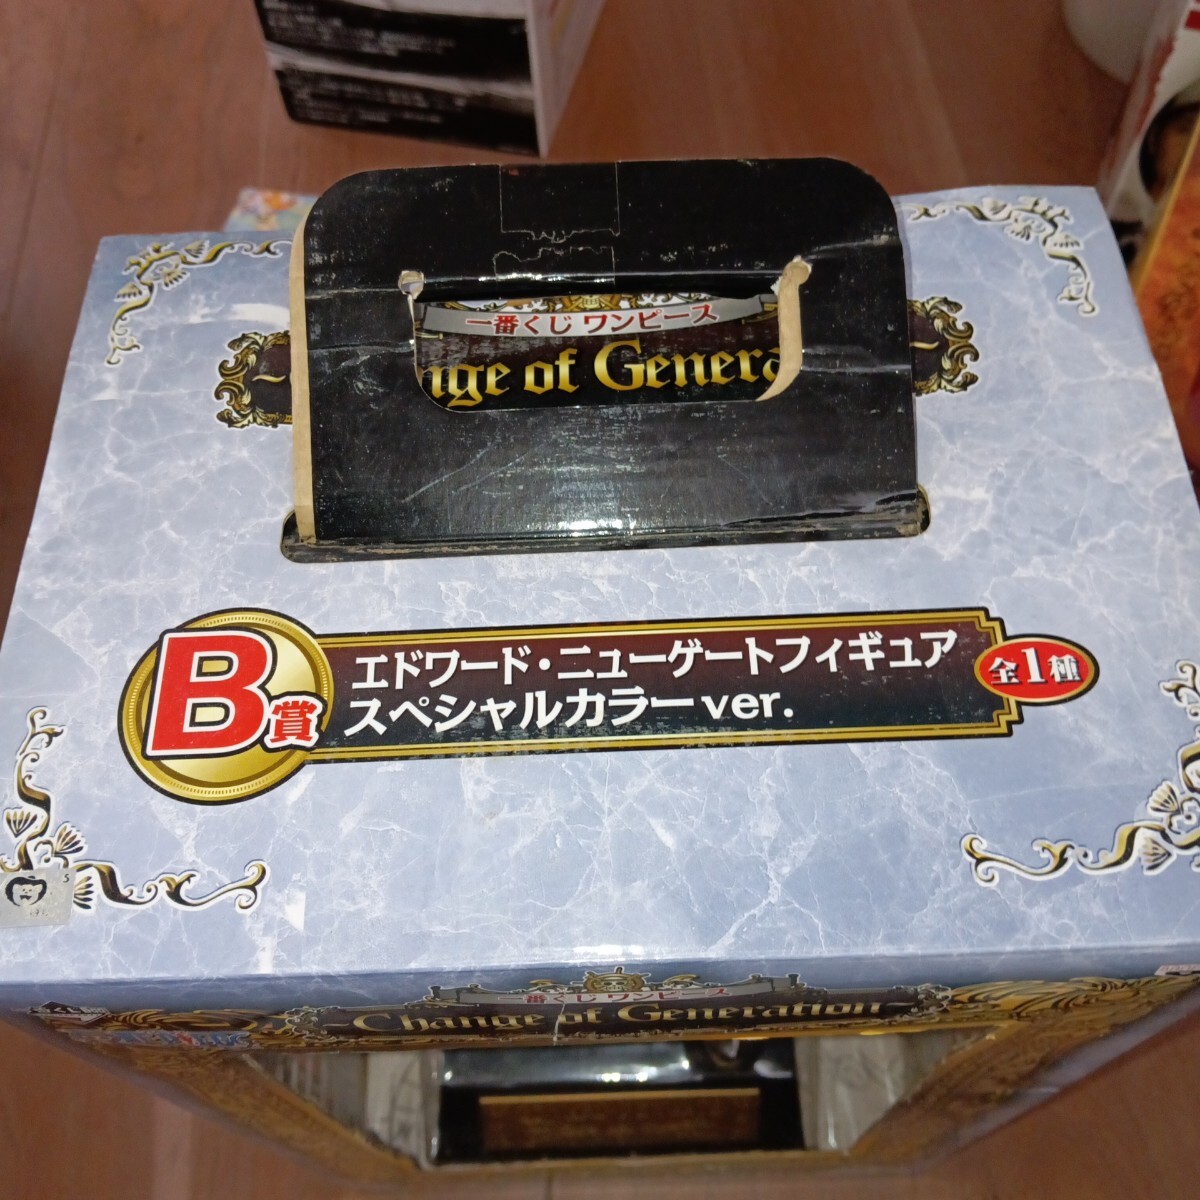 一番くじ ワンピース
nge of Genera
B賞
エドワード・ニューゲートフィギュア
スペシャルカラーver.
全1種
一番くじ ワンピース
Change of Generation